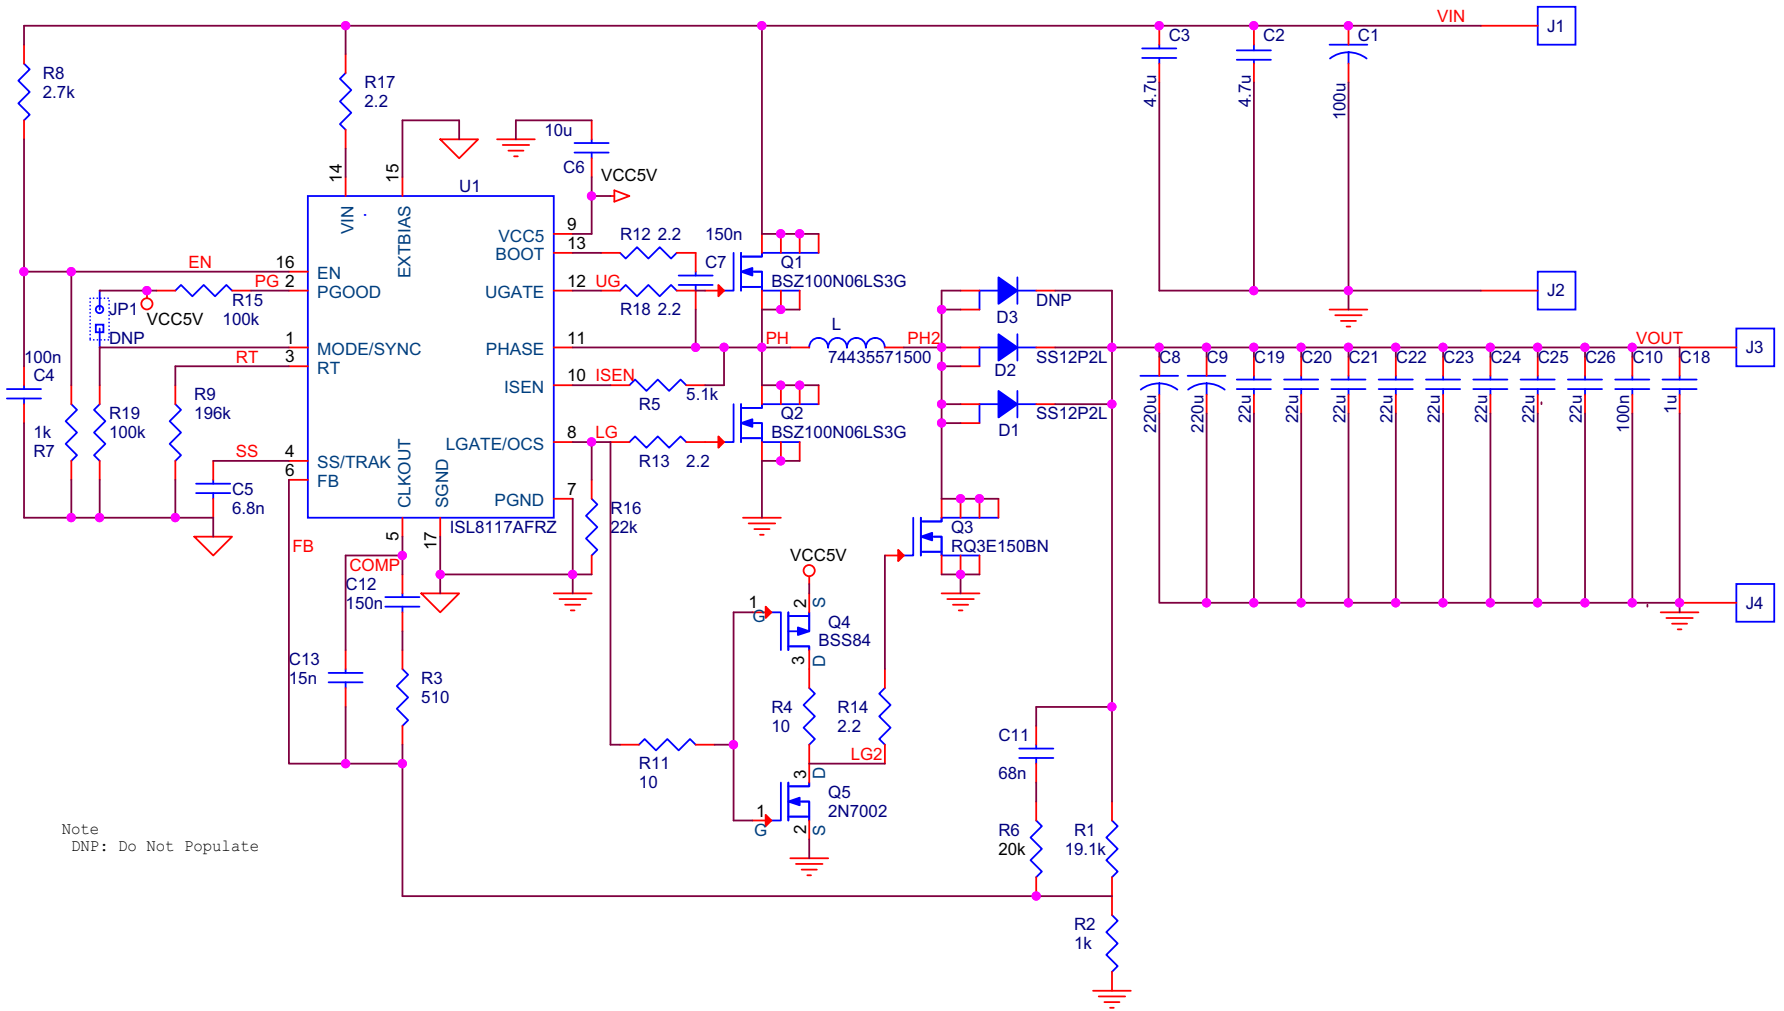 VIN
J1
C3
4.7u
C2
4.7u
C1
100u
R8
2.7k
R17
2.2
10u
C6
VCC5V
14
15
U1
VIN
EXTBIAS
VCC5
9
BOOT
13
UGATE
12
PHASE
11
ISEN
10
LGATE/OCS
8
PGND
7
EN
16
EN
PG
2
PGOOD
1
MODE/SYNC
RT
3
RT
SS
4
SS/TRAK
6
FB
CLKOUT
SGND
5
17
ISL8117AFRZ
R12 2.2
150n
C7
UG
R18 2.2
Q1
BSZ100N06LS3G
D3
DNP
J2
JP1
DNP
VCC5V
R15
100k
PH
L
74435571500
PH2
D2
SS12P2L
VOUT
J3
ISEN
R5
5.1k
LG
R13
2.2
Q2
BSZ100N06LS3G
D1
SS12P2L
C8
220u
C9
220u
C19
22u
C20
22u
C21
22u
C22
22u
C23
22u
C24
22u
C25
22u
C26
22u
C10
100n
C18
1u
J4
100n
C4
1k
R7
R19
100k
R9
196k
C5
6.8n
R16
22k
Q3
RQ3E150BN
FB
COMP
C12
150n
C13
15n
R3
510
VCC5V
1
G
2
S
Q4
BSS84
3
D
R4
10
R14
2.2
LG2
R11
10
3
D
Q5
2N7002
1
G
2
S
C11
68n
R6
20k
R1
19.1k
R2
1k
Note
DNP: Do Not Populate